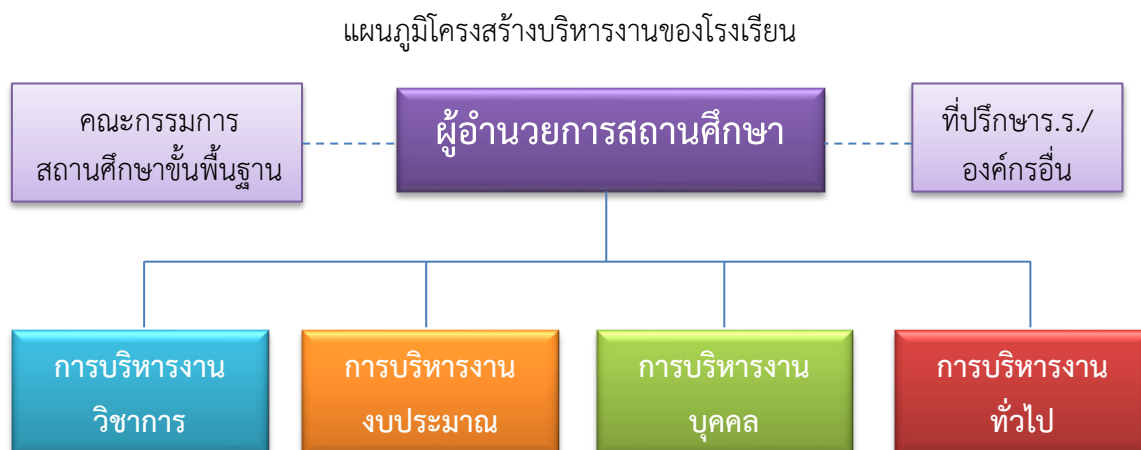 แผนภูมิโครงสร้างบริหารงานของโรงเรียน
คณะกรรมการ
สถานศึกษาขั้นพื้นฐาน
ผู้อำนวยการสถานศึกษา
ที่ปรึกษาร.ร./
องค์กรอื่น
การบริหารงาน
วิชาการ
การบริหารงาน
งบประมาณ
การบริหารงาน
บุคคล
การบริหารงาน
ทั่วไป